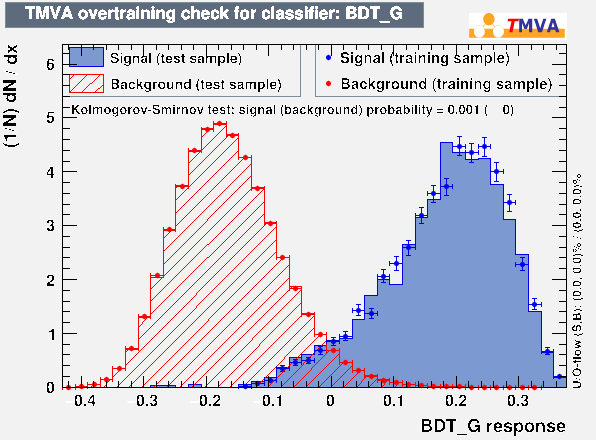 TMVA overtraining check for classifier: BDT_G
TMVA
Signal (test sample)
Background (test sample)
Signal (training sample)
Background (training sample)
Kolmogorov-Smirnov test: signal (background) probability = 0.001 ( 0)
(1/N) dN / dx
6
5
4
3
2
1
0
0.4 0.3 0.2 0.1 0 0.1 0.2 0.3
BDT_G response
U/O-flow (S,B): (0.0, 0.0)% / (0.0, 0.0)%